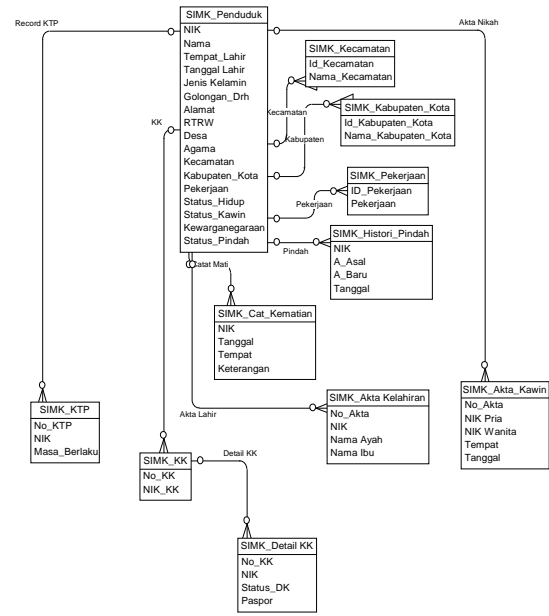 SIMK_Penduduk
NIK
Nama
Tempat_Lahir
Tanggal Lahir
Jenis Kelamin
Golongan_Drh
Alamat
RTRW
Desa
Agama
Kecamatan
Kabupaten_Kota
Pekerjaan
Status_Hidup
Status_Kawin
Kewarganegaraan
Status_Pindah
Record KTP
Akta Nikah
KK
SIMK_Kecamatan
Id_Kecamatan
Nama_Kecamatan
Kecamatan
SIMK_Kabupaten_Kota
Id_Kabupaten_Kota
Nama_Kabupaten_Kota
Kabupaten
SIMK_Pekerjaan
ID_Pekerjaan
Pekerjaan
Pekerjaan
SIMK_Histori_Pindah
NIK
A_Asal
A_Baru
Tanggal
Pindah
Catat Mati
SIMK_Cat_Kematian
NIK
Tanggal
Tempat
Keterangan
SIMK_KTP
No_KTP
NIK
Masa_Berlaku
Akta Lahir
SIMK_Akta Kelahiran
No_Akta
NIK
Nama Ayah
Nama Ibu
SIMK_Akta_Kawin
No_Akta
NIK Pria
NIK Wanita
Tempat
Tanggal
SIMK_KK
No_KK
NIK_KK
Detail KK
SIMK_Detail KK
No_KK
NIK
Status_DK
Paspor